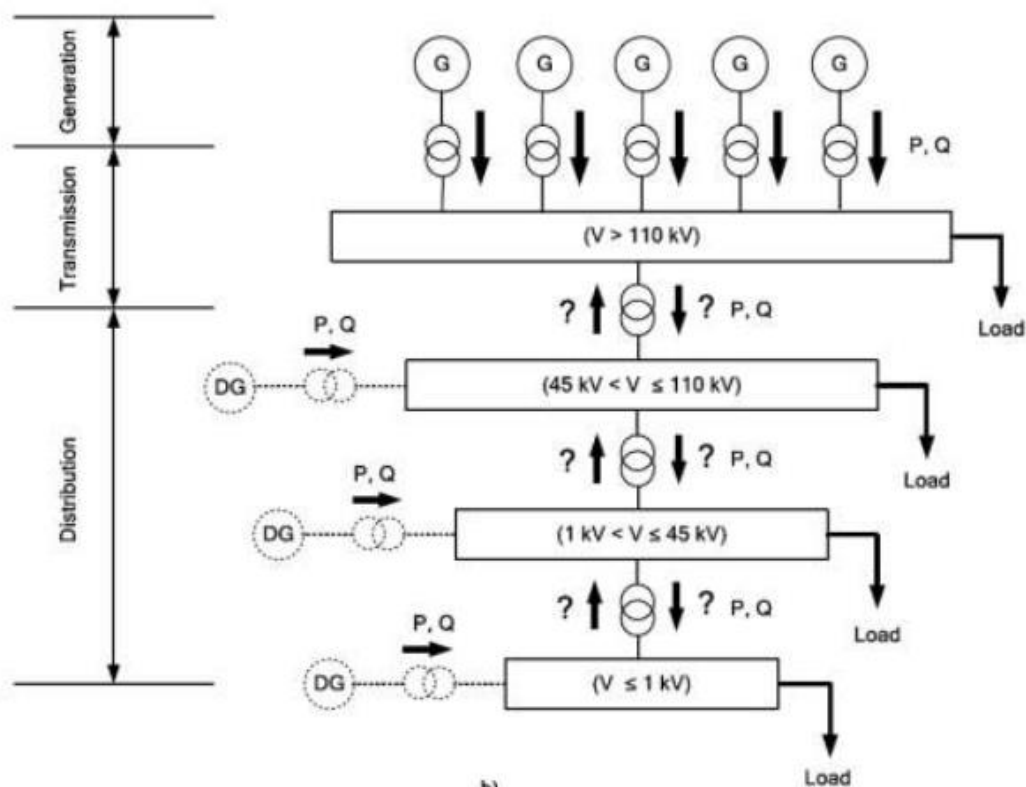 Generation
G G G G G
P, Q
Transmission
(V > 110 kV)
Load
? ? P, Q
P, Q
DG
(45 kV < V ≤ 110 kV)
Load
Distribution
? ? P, Q
P, Q
DG
(1 kV < V ≤ 45 kV)
Load
? ? P, Q
P, Q
DG
(V ≤ 1 kV)
Load